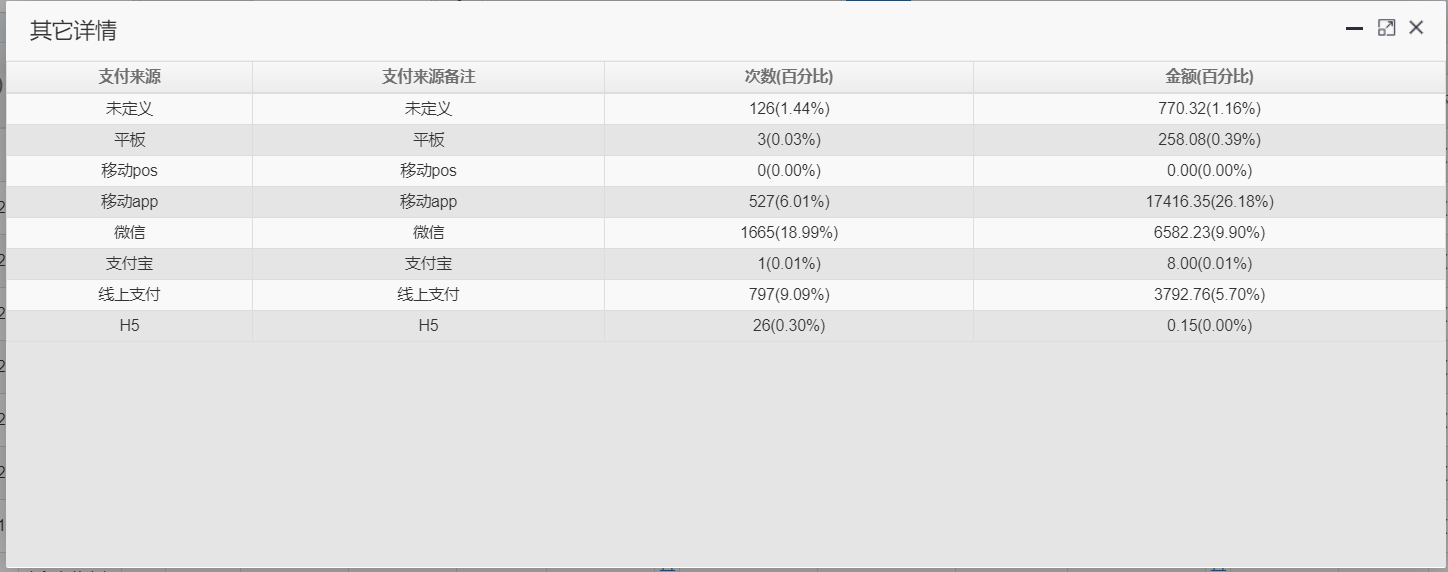 其它详情
支付来源 支付来源备注 次数(百分比) 金额(百分比)
未定义 未定义 126(1.44%) 770.32(1.16%)
平板 平板 3(0.03%) 258.08(0.39%)
移动pos 移动pos 0(0.00%) 0.00(0.00%)
移动app 移动app 527(6.01%) 17416.35(26.18%)
微信 微信 1665(18.99%) 6582.23(9.90%)
支付宝 支付宝 1(0.01%) 8.00(0.01%)
线上支付 线上支付 797(9.09%) 3792.76(5.70%)
H5 H5 26(0.30%) 0.15(0.00%)